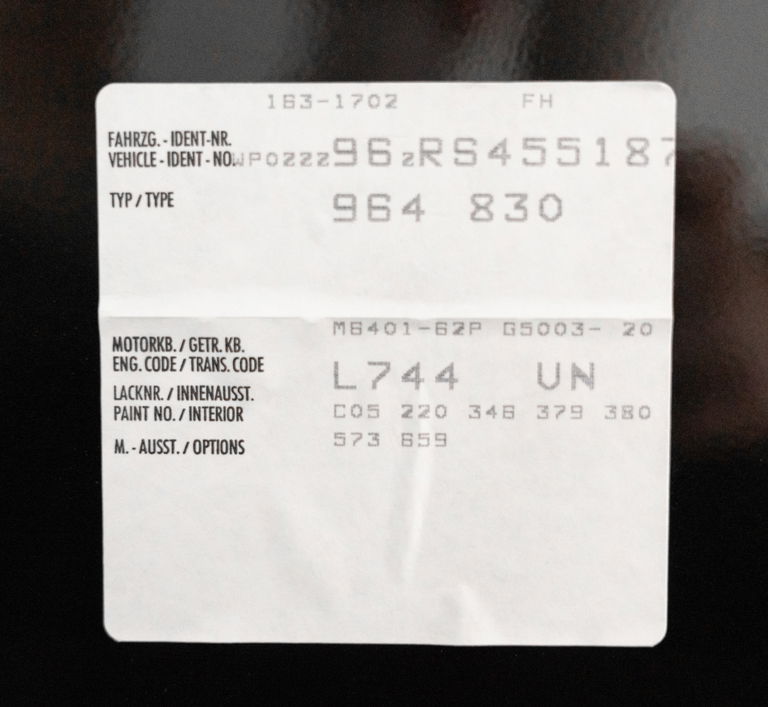 163-1702 FH
FAHRZG. - IDENT-NR.
VEHICLE - IDENT - NO. WP0ZZZ96ZRS455187
TYP / TYPE 964 830
M6401-62P G5003- 20
MOTORKB. / GETR. KB.
ENG. CODE / TRANS. CODE
L744 UN
LACKNR. / INNENAUSST.
PAINT NO. / INTERIOR
C05 220 346 379 380
M. - AUSST. / OPTIONS
573 659